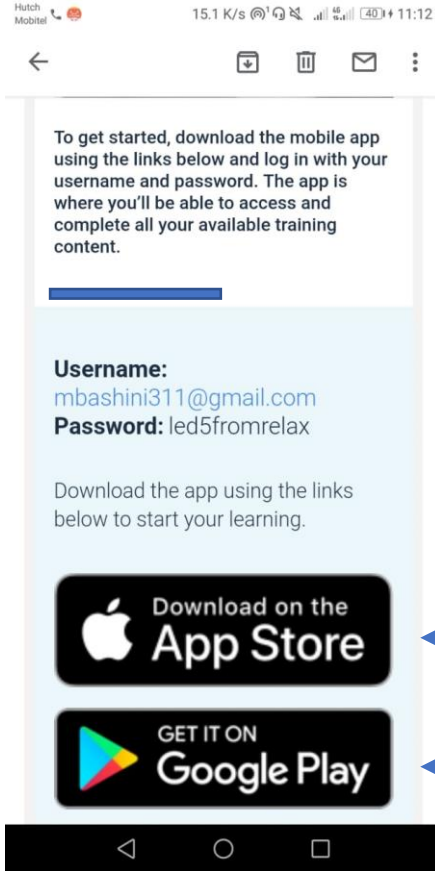 Hutch
Mobitel
15.1 K/s
46
40
11:12
To get started, download the mobile app
using the links below and log in with your
username and password. The app is
where you'll be able to access and
complete all your available training
content.
Username:
mbashini311@gmail.com
Password: led5fromrelax
Download the app using the links
below to start your learning.
Download on the
App Store
GET IT ON
Google Play